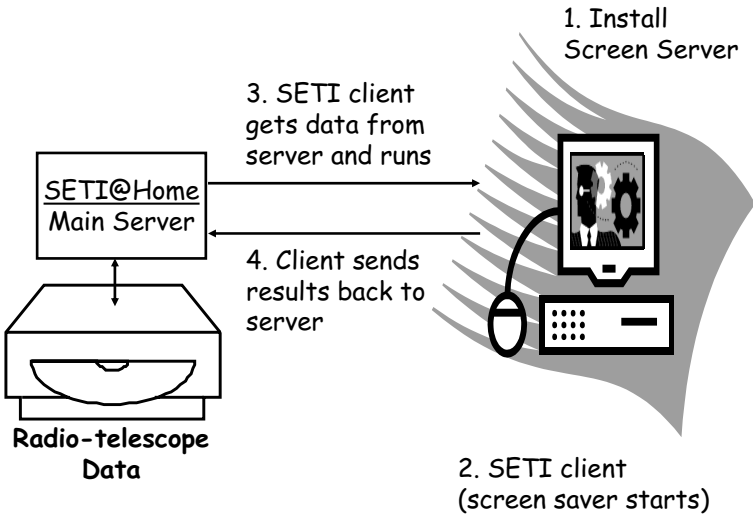 1. Install
Screen Server
3. SETI client
gets data from
server and runs
SETI@Home
Main Server
4. Client sends
results back to
server
Radio-telescope
Data
2. SETI client
(screen saver starts)